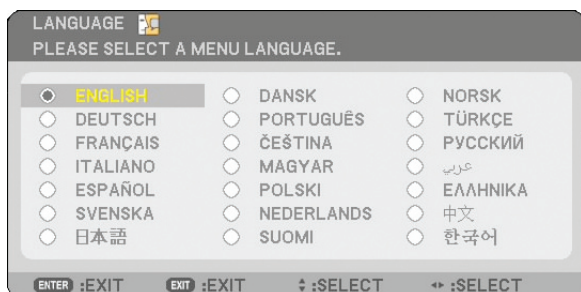 LANGUAGE
PLEASE SELECT A MENU LANGUAGE.
ENGLISH DANSK NORSK
DEUTSCH PORTUGUÊS TÜRKÇE
FRANÇAIS ČEŠTINA РУССКИЙ
ITALIANO MAGYAR عربي
ESPAÑOL POLSKI ΕΛΛΗΝΙΚΑ
SVENSKA NEDERLANDS 中文
日本語 SUOMI 한국어
ENTER :EXIT EXIT :EXIT :SELECT :SELECT